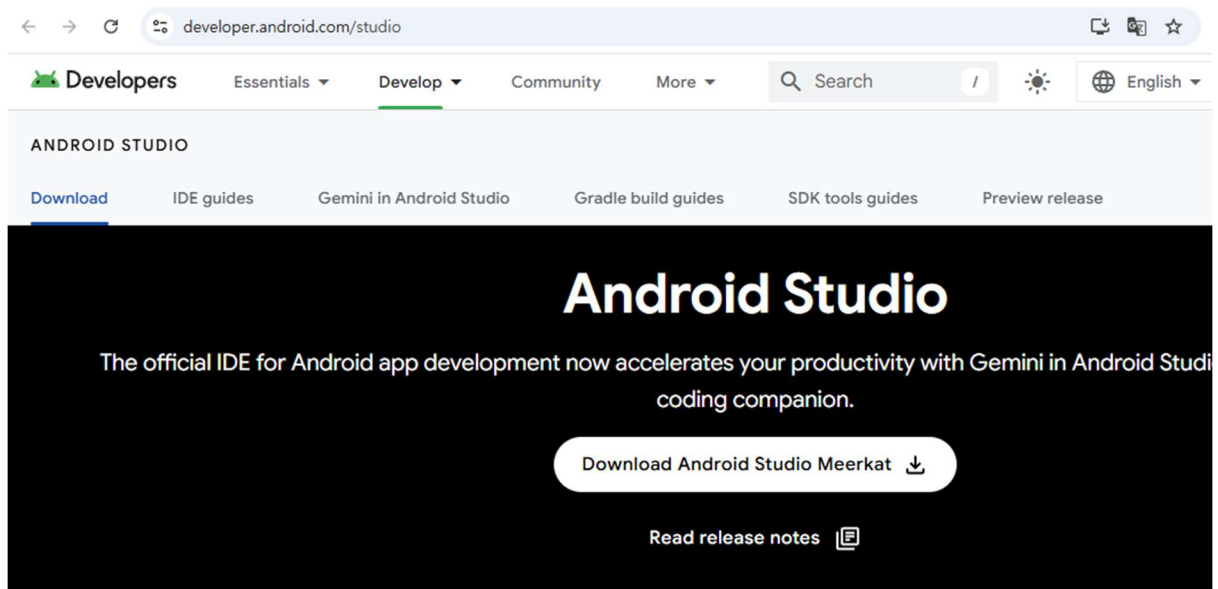 developer.android.com/studio
Developers Essentials Develop Community More Search / English
ANDROID STUDIO
Download IDE guides Gemini in Android Studio Gradle build guides SDK tools guides Preview release
Android Studio
The official IDE for Android app development now accelerates your productivity with Gemini in Android Studi
coding companion.
Download Android Studio Meerkat
Read release notes